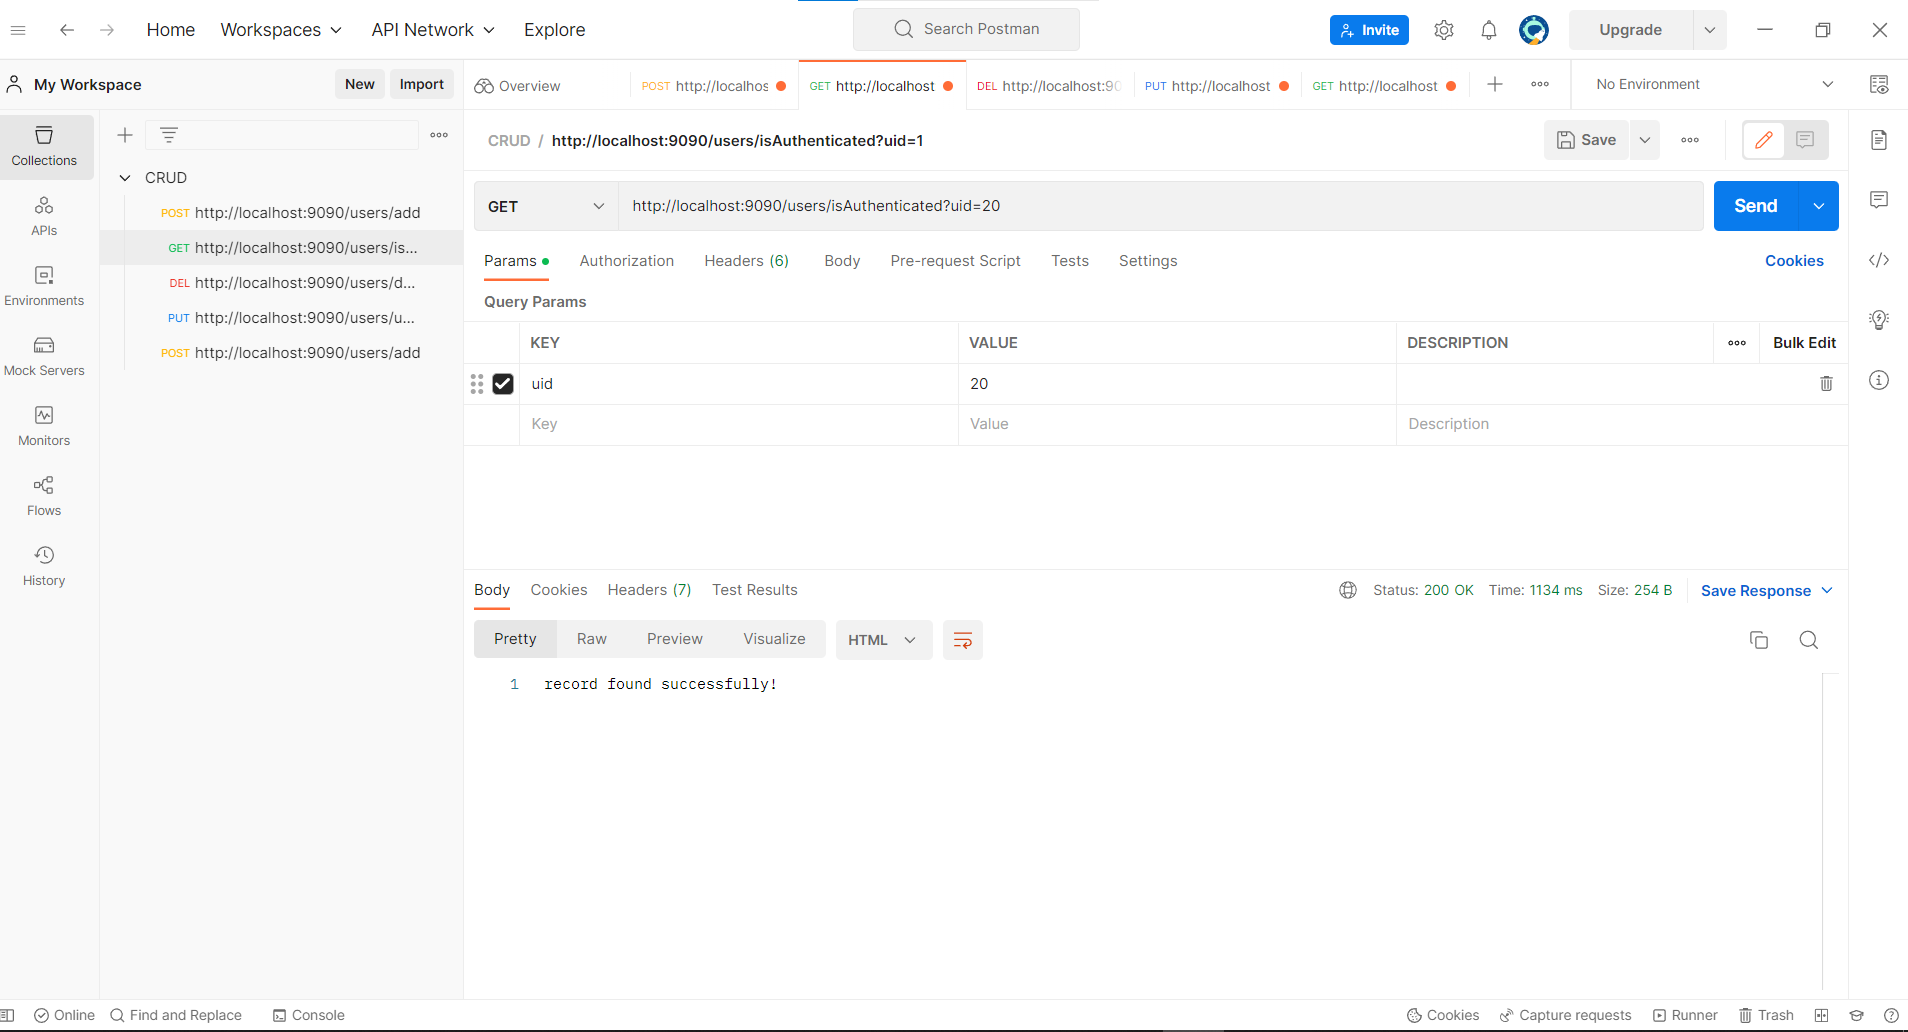 Home Workspaces API Network Explore Search Postman Invite Upgrade
My Workspace New Import
Overview POST http://localhos GET http://localhost DEL http://localhost:90 PUT http://localhost GET http://localhost No Environment
Collections
APIs
Environments
Mock Servers
Monitors
Flows
History
CRUD
POST http://localhost:9090/users/add
GET http://localhost:9090/users/is...
DEL http://localhost:9090/users/d...
PUT http://localhost:9090/users/u...
POST http://localhost:9090/users/add
CRUD / http://localhost:9090/users/isAuthenticated?uid=1 Save
GET http://localhost:9090/users/isAuthenticated?uid=20 Send
Params Authorization Headers (6) Body Pre-request Script Tests Settings Cookies
Query Params
KEY VALUE DESCRIPTION Bulk Edit
uid 20
Key Value Description
Body Cookies Headers (7) Test Results Status: 200 OK Time: 1134 ms Size: 254 B Save Response
Pretty Raw Preview Visualize HTML
1 record found successfully!
Online Find and Replace Console Cookies Capture requests Runner Trash